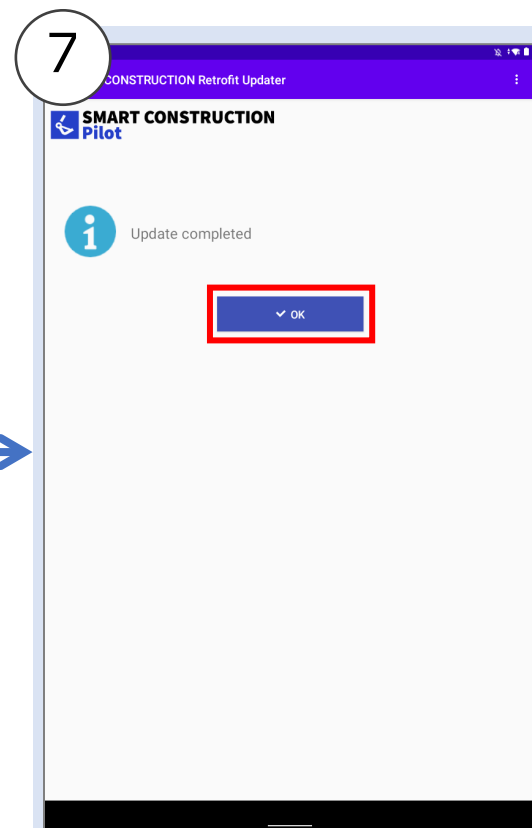 7
CONSTRUCTION Retrofit Updater
SMART CONSTRUCTION
Pilot
Update completed
OK